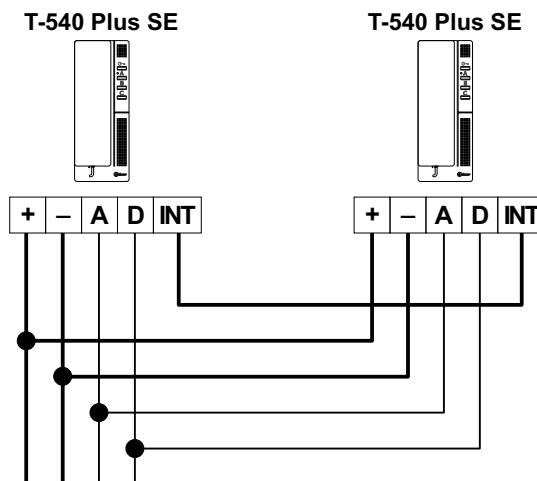 T-540 Plus SE T-540 Plus SE
+ – A D INT + – A D INT